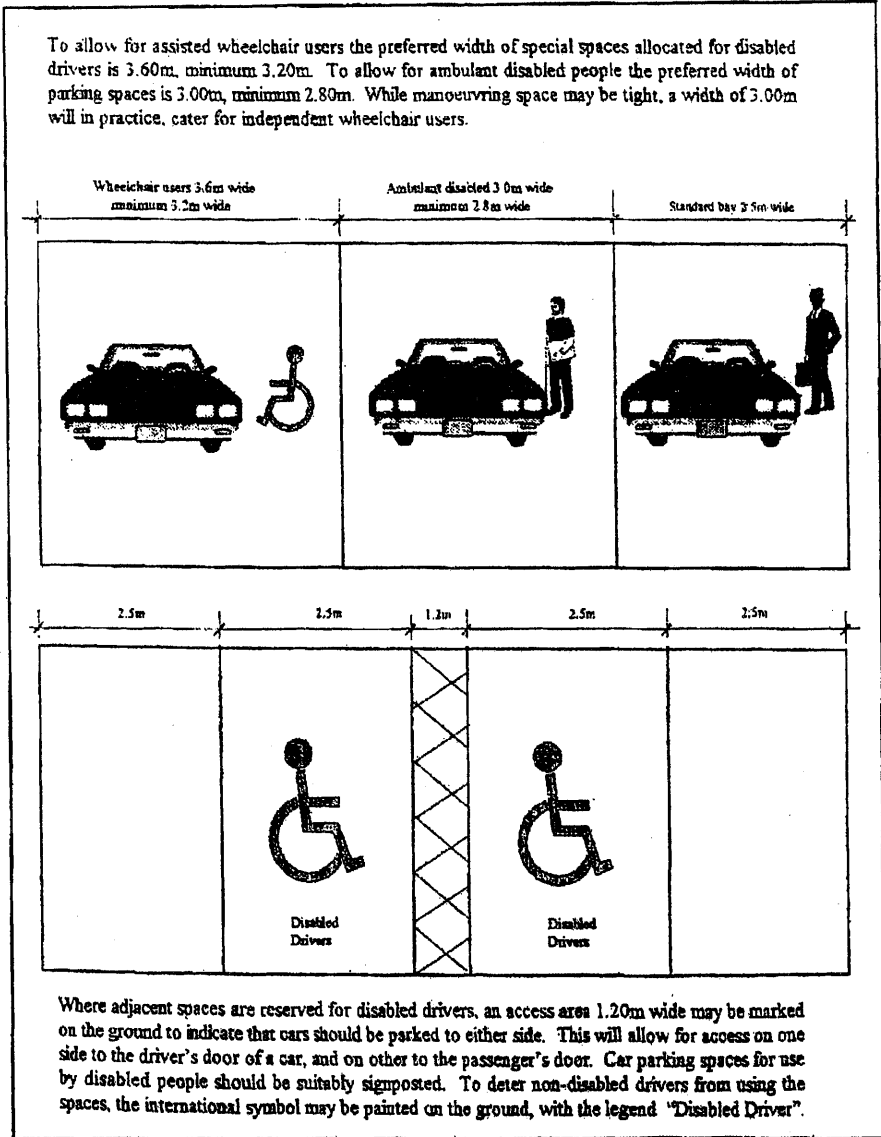 To allow for assisted wheelchair users the preferred width of special spaces allocated for disabled
drivers is 3.60m, minimum 3.20m. To allow for ambulant disabled people the preferred width of
parking spaces is 3.00m, minimum 2.80m. While manoeuvring space may be tight, a width of 3.00m
will in practice, cater for independent wheelchair users.
Wheelchair users 3.6m wide
minimum 3.2m wide
Ambulant disabled 3.0m wide
minimum 2.8m wide
Standard bay 2.5m wide
2.5m 2.5m 1.2m 2.5m 2.5m
Disabled
Drivers
Disabled
Drivers
Where adjacent spaces are reserved for disabled drivers, an access area 1.20m wide may be marked
on the ground to indicate that cars should be parked to either side. This will allow for access on one
side to the driver's door of a car, and on other to the passenger's door. Car parking spaces for use
by disabled people should be suitably signposted. To deter non-disabled drivers from using the
spaces, the international symbol may be painted on the ground, with the legend "Disabled Driver".